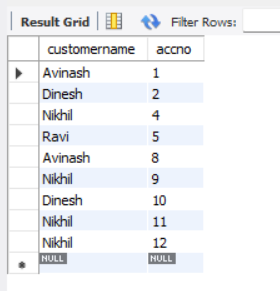 Result Grid Filter Rows:
customername accno
Avinash 1
Dinesh 2
Nikhil 4
Ravi 5
Avinash 8
Nikhil 9
Dinesh 10
Nikhil 11
Nikhil 12
NULL NULL